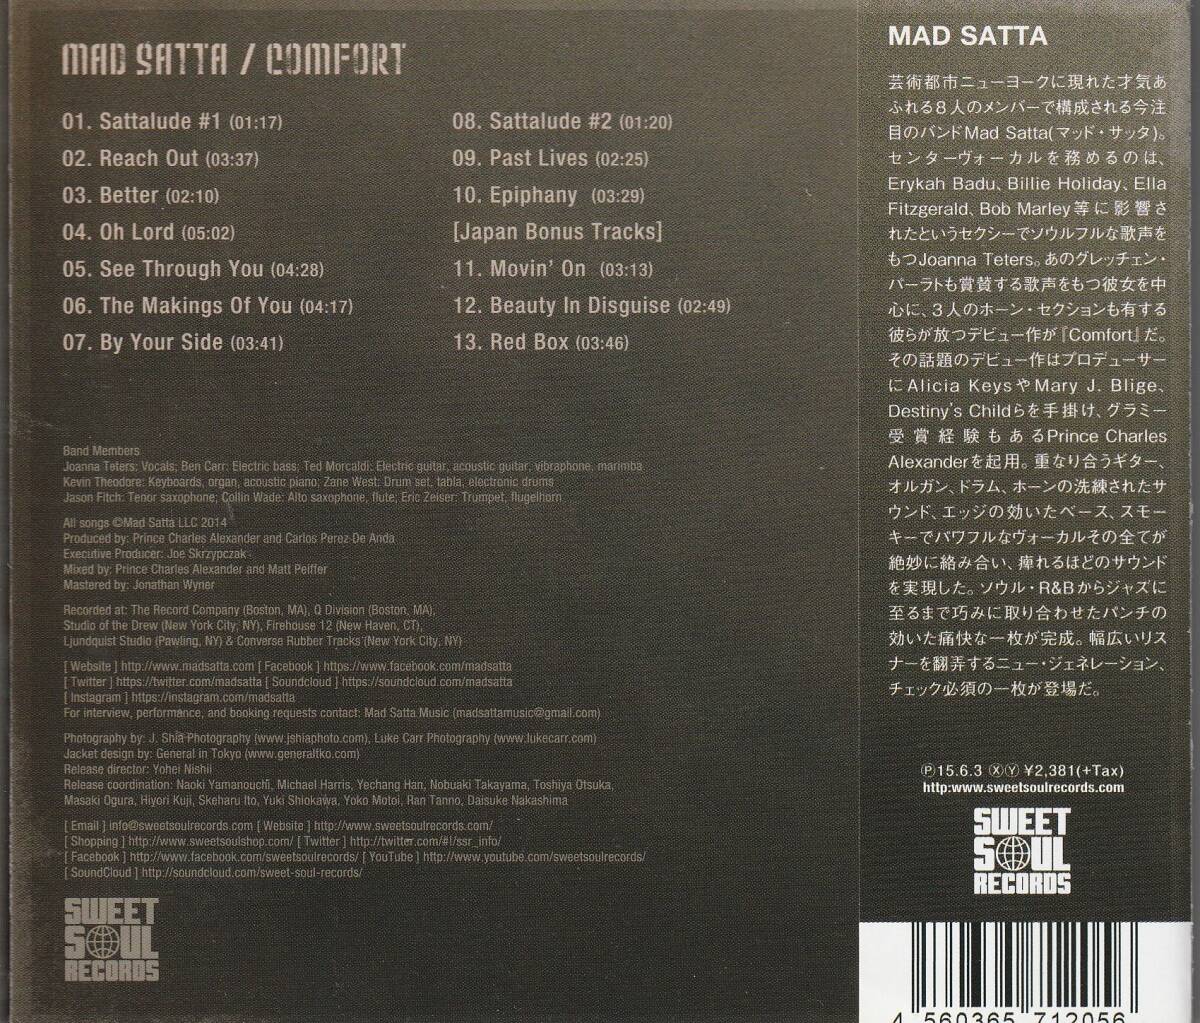 MAD SATTA / COMFORT
01. Sattalude #1 (01:17)
02. Reach Out (03:37)
03. Better (02:10)
04. Oh Lord (05:02)
05. See Through You (04:28)
06. The Makings Of You (04:17)
07. By Your Side (03:41)
08. Sattalude #2 (01:20)
09. Past Lives (02:25)
10. Epiphany (03:29)
[Japan Bonus Tracks]
11. Movin' On (03:13)
12. Beauty In Disguise (02:49)
13. Red Box (03:46)
Band Members
Joanna Teters: Vocals; Ben Carr: Electric bass; Ted Morcaldi: Electric guitar, acoustic guitar, vibraphone, marimba
Kevin Theodore: Keyboards, organ, acoustic piano; Zane West: Drum set, tabla, electronic drums
Jason Fitch: Tenor saxophone; Collin Wade: Alto saxophone, flute; Eric Zeiser: Trumpet, flugelhorn
All songs ©Mad Satta LLC 2014
Produced by: Prince Charles Alexander and Carlos Perez-De Anda
Executive Producer: Joe Skrzypczak
Mixed by: Prince Charles Alexander and Matt Peiffer
Mastered by: Jonathan Wyner
Recorded at: The Record Company (Boston, MA), Q Division (Boston, MA),
Studio of the Drew (New York City, NY), Firehouse 12 (New Haven, CT),
Ljundquist Studio (Pawling, NY) & Converse Rubber Tracks (New York City, NY)
[ Website ] http://www.madsatta.com [ Facebook ] https://www.facebook.com/madsatta
[ Twitter ] https://twitter.com/madsatta [ Soundcloud ] https://soundcloud.com/madsatta
[ Instagram ] https://instagram.com/madsatta
For interview, performance, and booking requests contact: Mad Satta Music (madsattamusic@gmail.com)
Photography by: J. Shia Photography (www.jshiaphoto.com), Luke Carr Photography (www.lukecarr.com)
Jacket design by: General in Tokyo (www.generaltko.com)
Release director: Yohei Nishii
Release coordination: Naoki Yamanouchi, Michael Harris, Yechang Han, Nobuaki Takayama, Toshiya Otsuka,
Masaki Ogura, Hiyori Kuji, Skeharu Ito, Yuki Shiokawa, Yoko Motoi, Ran Tanno, Daisuke Nakashima
[ Email ] info@sweetsoulrecords.com [ Website ] http://www.sweetsoulrecords.com/
[ Shopping ] http://www.sweetsoulshop.com/ [ Twitter ] http://twitter.com/#!/ssr_info/
[ Facebook ] http://www.facebook.com/sweetsoulrecords/ [ YouTube ] http://www.youtube.com/sweetsoulrecords/
[ SoundCloud ] http://soundcloud.com/sweet-soul-records/
SWEET
SOUL
RECORDS
MAD SATTA
芸術都市ニューヨークに現れた才気あ
ふれる8人のメンバーで構成される今注
目のバンドMad Satta(マッド・サッタ)。
センターヴォーカルを務めるのは、
Erykah Badu、Billie Holiday、Ella
Fitzgerald、Bob Marley等に影響さ
れたというセクシーでソウルフルな歌声を
もつJoanna Teters。あのグレッチェン・
パーラトも賞賛する歌声をもつ彼女を中
心に、3人のホーン・セクションも有する
彼らが放つデビュー作が『Comfort』だ。
その話題のデビュー作はプロデューサー
にAlicia KeysやMary J. Blige、
Destiny's Childらを手掛け、グラミー
受賞経験もあるPrince Charles
Alexanderを起用。重なり合うギター、
オルガン、ドラム、ホーンの洗練されたサ
ウンド、エッジの効いたベース、スモー
キーでパワフルなヴォーカルその全てが
絶妙に絡み合い、痺れるほどのサウンド
を実現した。ソウル・R&Bからジャズに
至るまで巧みに取り合わせたパンチの
効いた痛快な一枚が完成。幅広いリス
ナーを翻弄するニュー・ジェネレーション、
チェック必須の一枚が登場だ。
Ⓟ15.6.3 ⓍⓎ ¥2,381(+Tax)
http:www.sweetsoulrecords.com
SWEET
SOUL
RECORDS
4 560365 712056